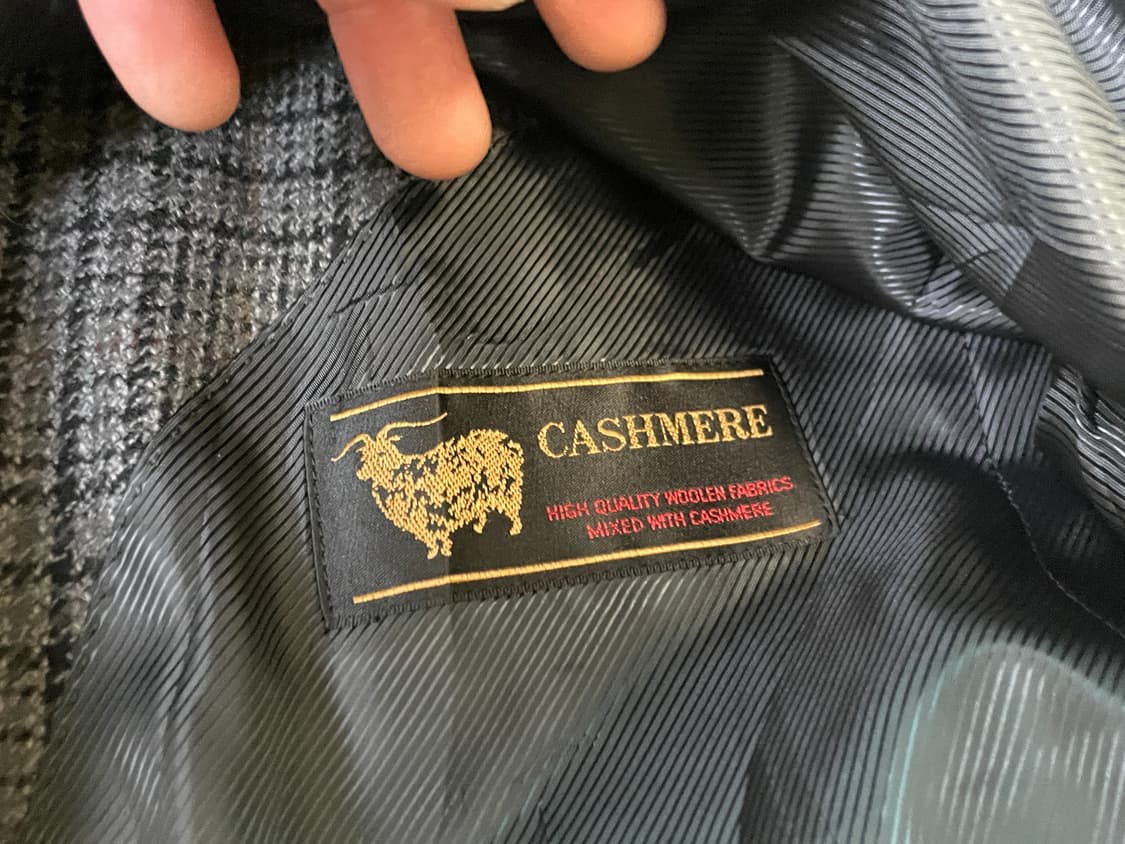 CASHMERE
HIGH QUALITY WOOLEN FABRICS
MIXED WITH CASHMERE